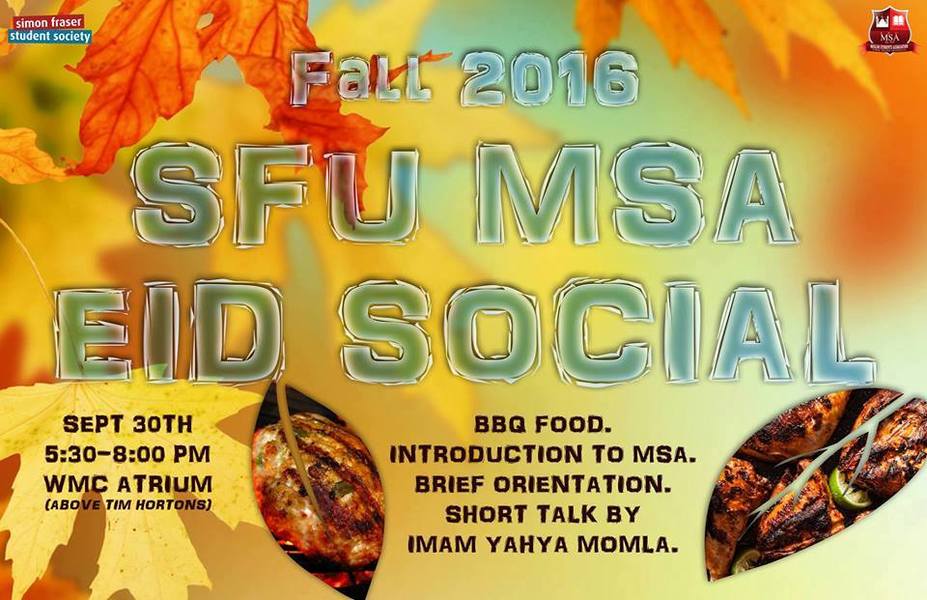 simon fraser
student society
MSA
Fall 2016
SFU MSA
EID SOCIAL
SEPT 30TH
5:30-8:00 PM
WMC ATRIUM
(ABOVE TIM HORTONS)
BBQ FOOD.
INTRODUCTION TO MSA.
BRIEF ORIENTATION.
SHORT TALK BY
IMAM YAHYA MOMLA.